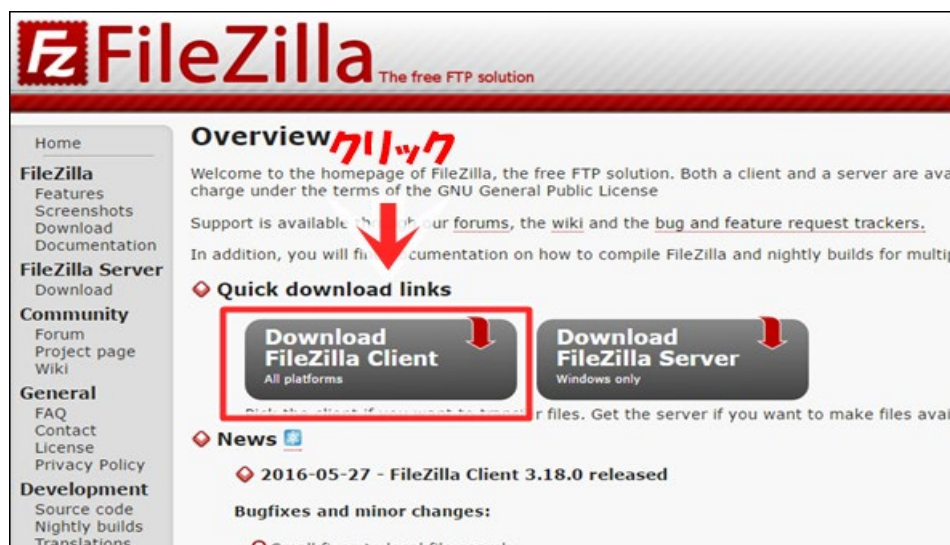 FileZilla The free FTP solution
Home
FileZilla
Features
Screenshots
Download
Documentation
FileZilla Server
Download
Community
Forum
Project page
Wiki
General
FAQ
Contact
License
Privacy Policy
Development
Source code
Nightly builds
Translations
Overview
クリック
Welcome to the homepage of FileZilla, the free FTP solution. Both a client and a server are
charge under the terms of the GNU General Public License
Support is available our forums, the wiki and the bug and feature request trackers.
In addition, you will on how to compile FileZilla and nightly builds for
Quick download links
Download
FileZilla Client
All platforms
Download
FileZilla Server
Windows only
files. Get the server if you want to make files
News
2016-05-27 - FileZilla Client 3.18.0 released
Bugfixes and minor changes: